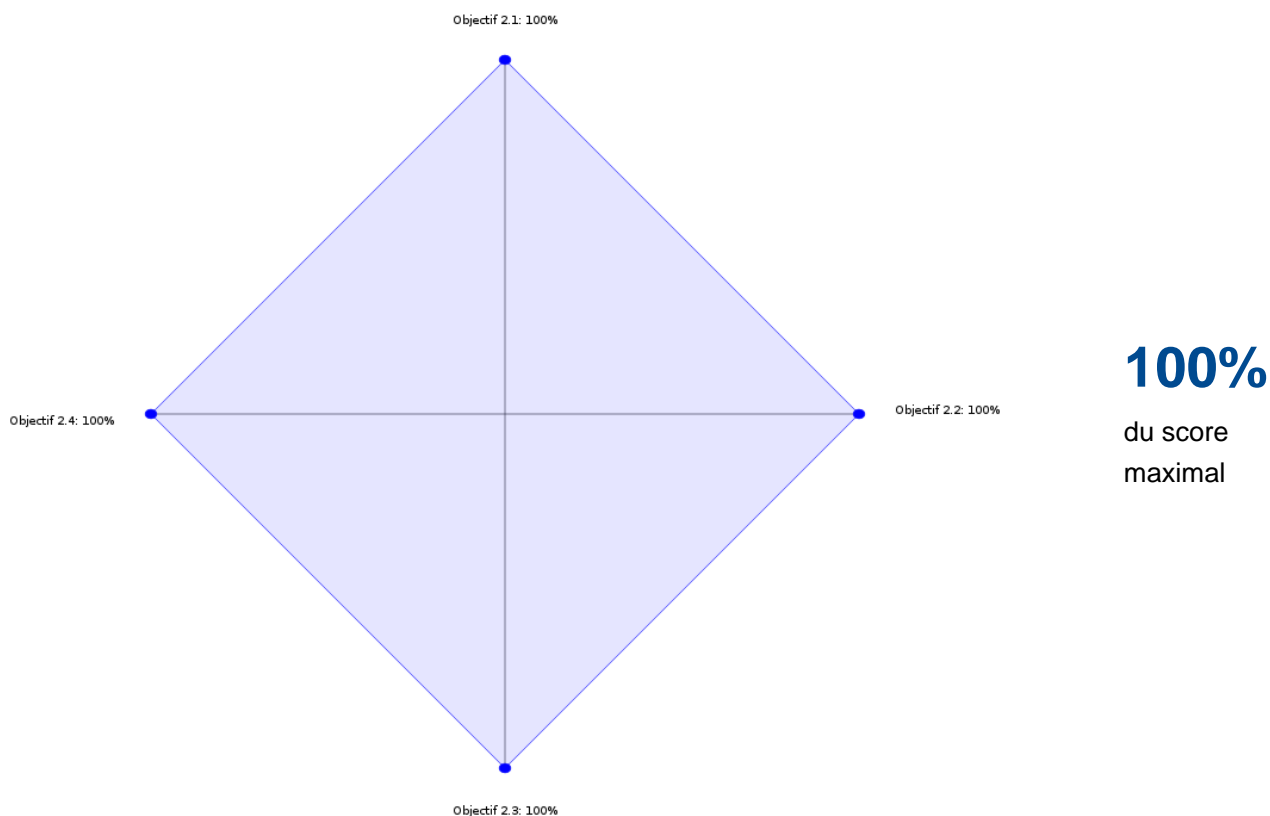 Objectif 2.1: 100%
100%
du score
maximal
Objectif 2.4: 100%
Objectif 2.2: 100%
Objectif 2.3: 100%